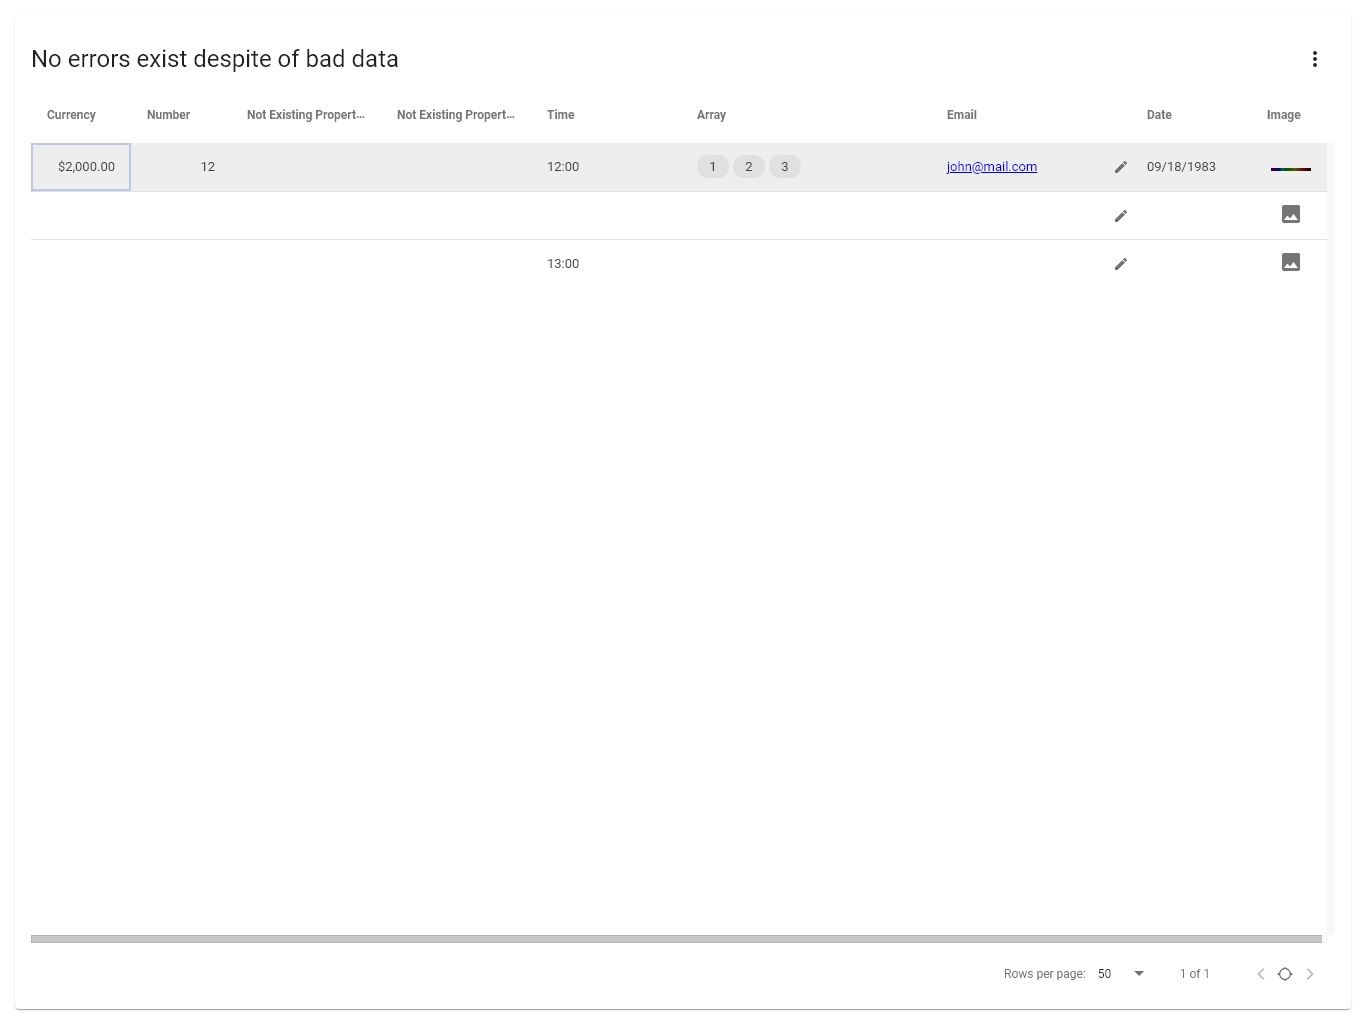 No errors exist despite of bad data
Currency Number Not Existing Propert... Not Existing Propert... Time Array Email Date Image
$2,000.00 12 12:00 1 2 3 john@mail.com 09/18/1983
13:00
Rows per page: 50 1 of 1